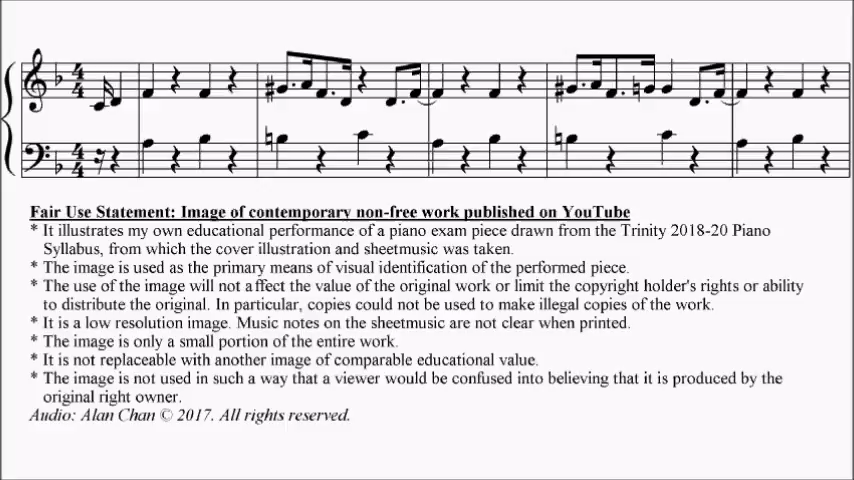 4
4
4
4
Fair Use Statement: Image of contemporary non-free work published on YouTube
* It illustrates my own educational performance of a piano exam piece drawn from the Trinity 2018-20 Piano
Syllabus, from which the cover illustration and sheetmusic was taken.
* The image is used as the primary means of visual identification of the performed piece.
* The use of the image will not affect the value of the original work or limit the copyright holder's rights or ability
to distribute the original. In particular, copies could not be used to make illegal copies of the work.
* It is a low resolution image. Music notes on the sheetmusic are not clear when printed.
* The image is only a small portion of the entire work.
* It is not replaceable with another image of comparable educational value.
* The image is not used in such a way that a viewer would be confused into believing that it is produced by the
original right owner.
Audio: Alan Chan © 2017. All rights reserved.